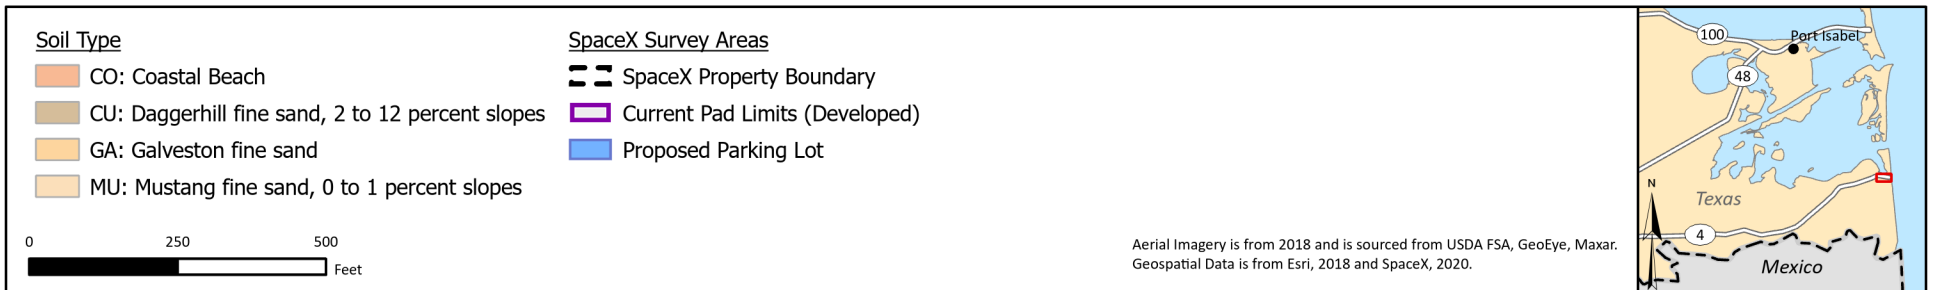 Soil Type
CO: Coastal Beach
CU: Daggerhill fine sand, 2 to 12 percent slopes
GA: Galveston fine sand
MU: Mustang fine sand, 0 to 1 percent slopes
0 250 500
Feet
SpaceX Survey Areas
SpaceX Property Boundary
Current Pad Limits (Developed)
Proposed Parking Lot
Aerial Imagery is from 2018 and is sourced from USDA FSA, GeoEye, Maxar.
Geospatial Data is from Esri, 2018 and SpaceX, 2020.
100
Port Isabel
48
N
Texas
4
Mexico